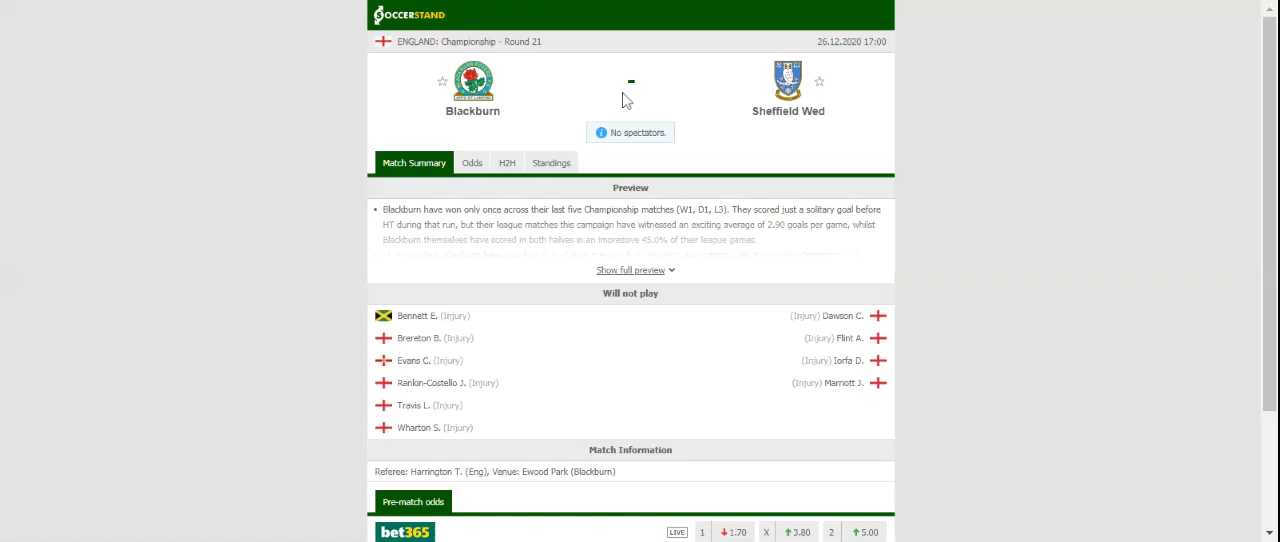 SOCCERSTAND
ENGLAND: Championship - Round 21 26.12.2020 17:00
-
Blackburn Sheffield Wed
No spectators.
Match Summary Odds H2H Standings
Preview
• Blackburn have won only once across their last five Championship matches (W1, D1, L3). They scored just a solitary goal before
HT during that run, but their league matches this campaign have witnessed an exciting average of 2.90 goals per game, whilst
Blackburn themselves have scored in both halves in an impressive 45.0% of their league games.
Show full preview
Will not play
Bennett E. (Injury) (Injury) Dawson C.
Brereton B. (Injury) (Injury) Flint A.
Evans C. (Injury) (Injury) Iorfa D.
Rankin-Costello J. (Injury) (Injury) Marriott J.
Travis L. (Injury)
Wharton S. (Injury)
Match Information
Referee: Harrington T. (Eng), Venue: Ewood Park (Blackburn)
Pre-match odds
bet365 LIVE 1 1.70 X 3.80 2 5.00